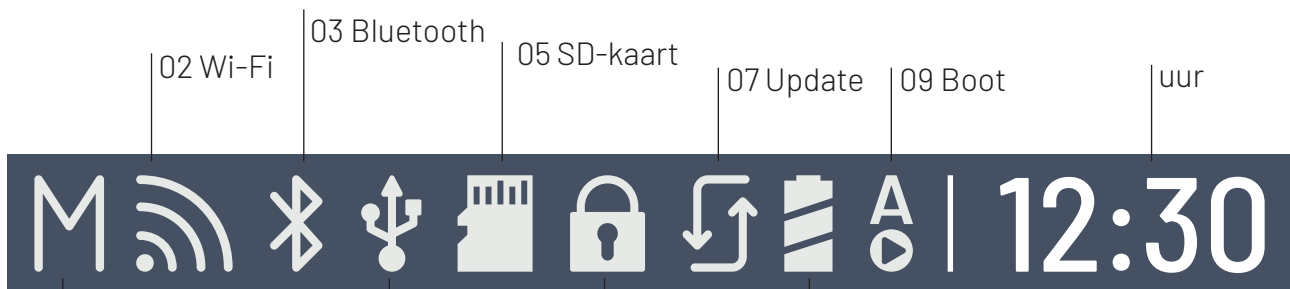 03 Bluetooth
05 SD-kaart
02 Wi-Fi
07 Update
09 Boot
uur
M
A
12:30